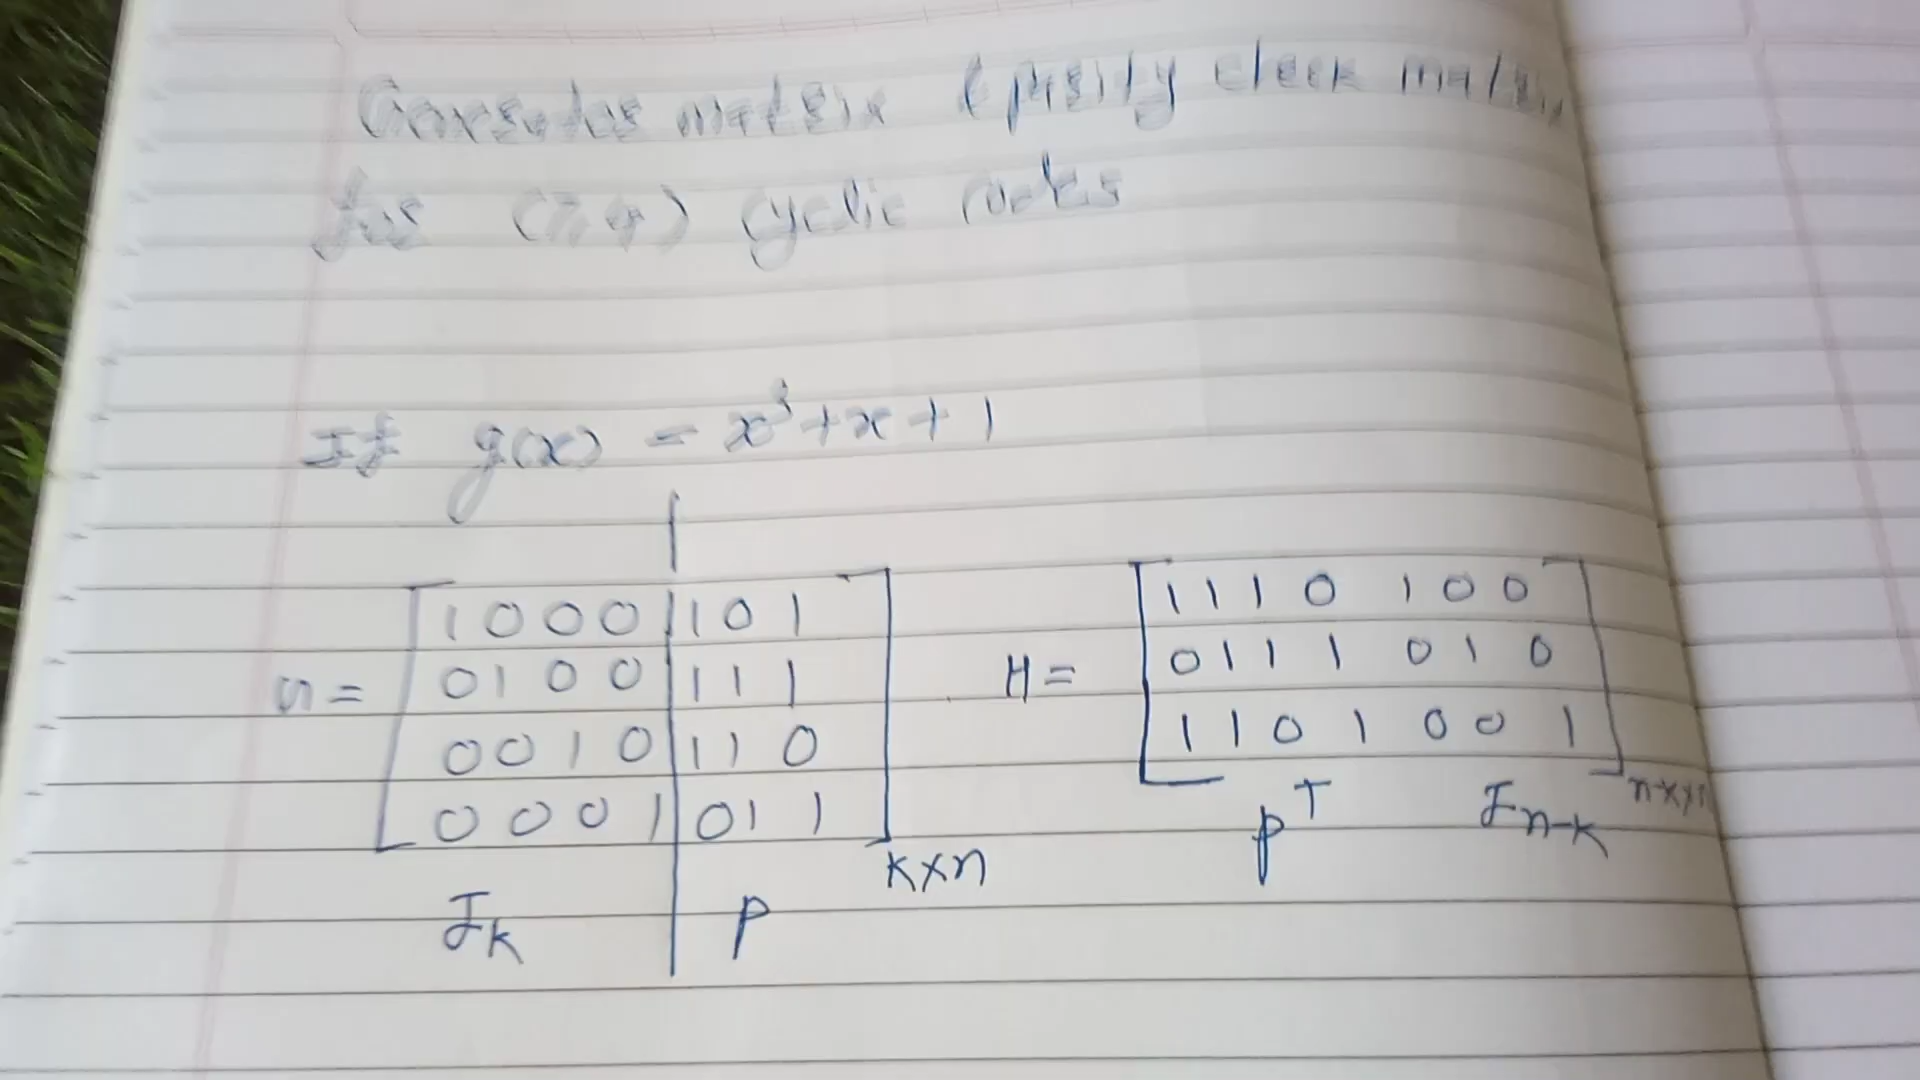 Generator matrix & parity check matrix
for (7,4) cyclic codes
If g(x) = x³+x+1
G = [ 1 0 0 0 | 1 0 1
0 1 0 0 | 1 1 1
0 0 1 0 | 1 1 0
0 0 0 1 | 0 1 1 ] k×n
I_k P
H = [ 1 1 1 0 1 0 0
0 1 1 1 0 1 0
1 1 0 1 0 0 1 ] n-k×n
P^T I_n-k